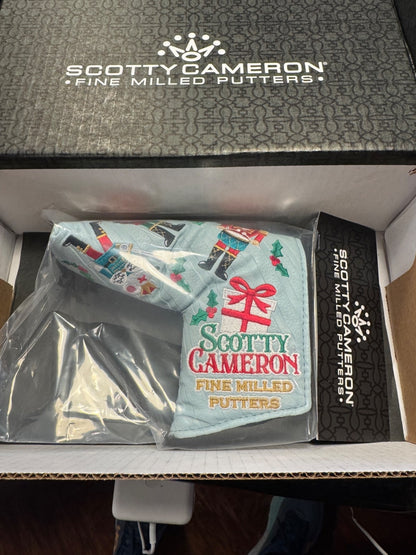 SCOTTY CAMERON®
• FINE MILLED PUTTERS •
SCOTTY
CAMERON
FINE MILLED
PUTTERS
SCOTTY CAMERON®
• FINE MILLED PUTTERS •